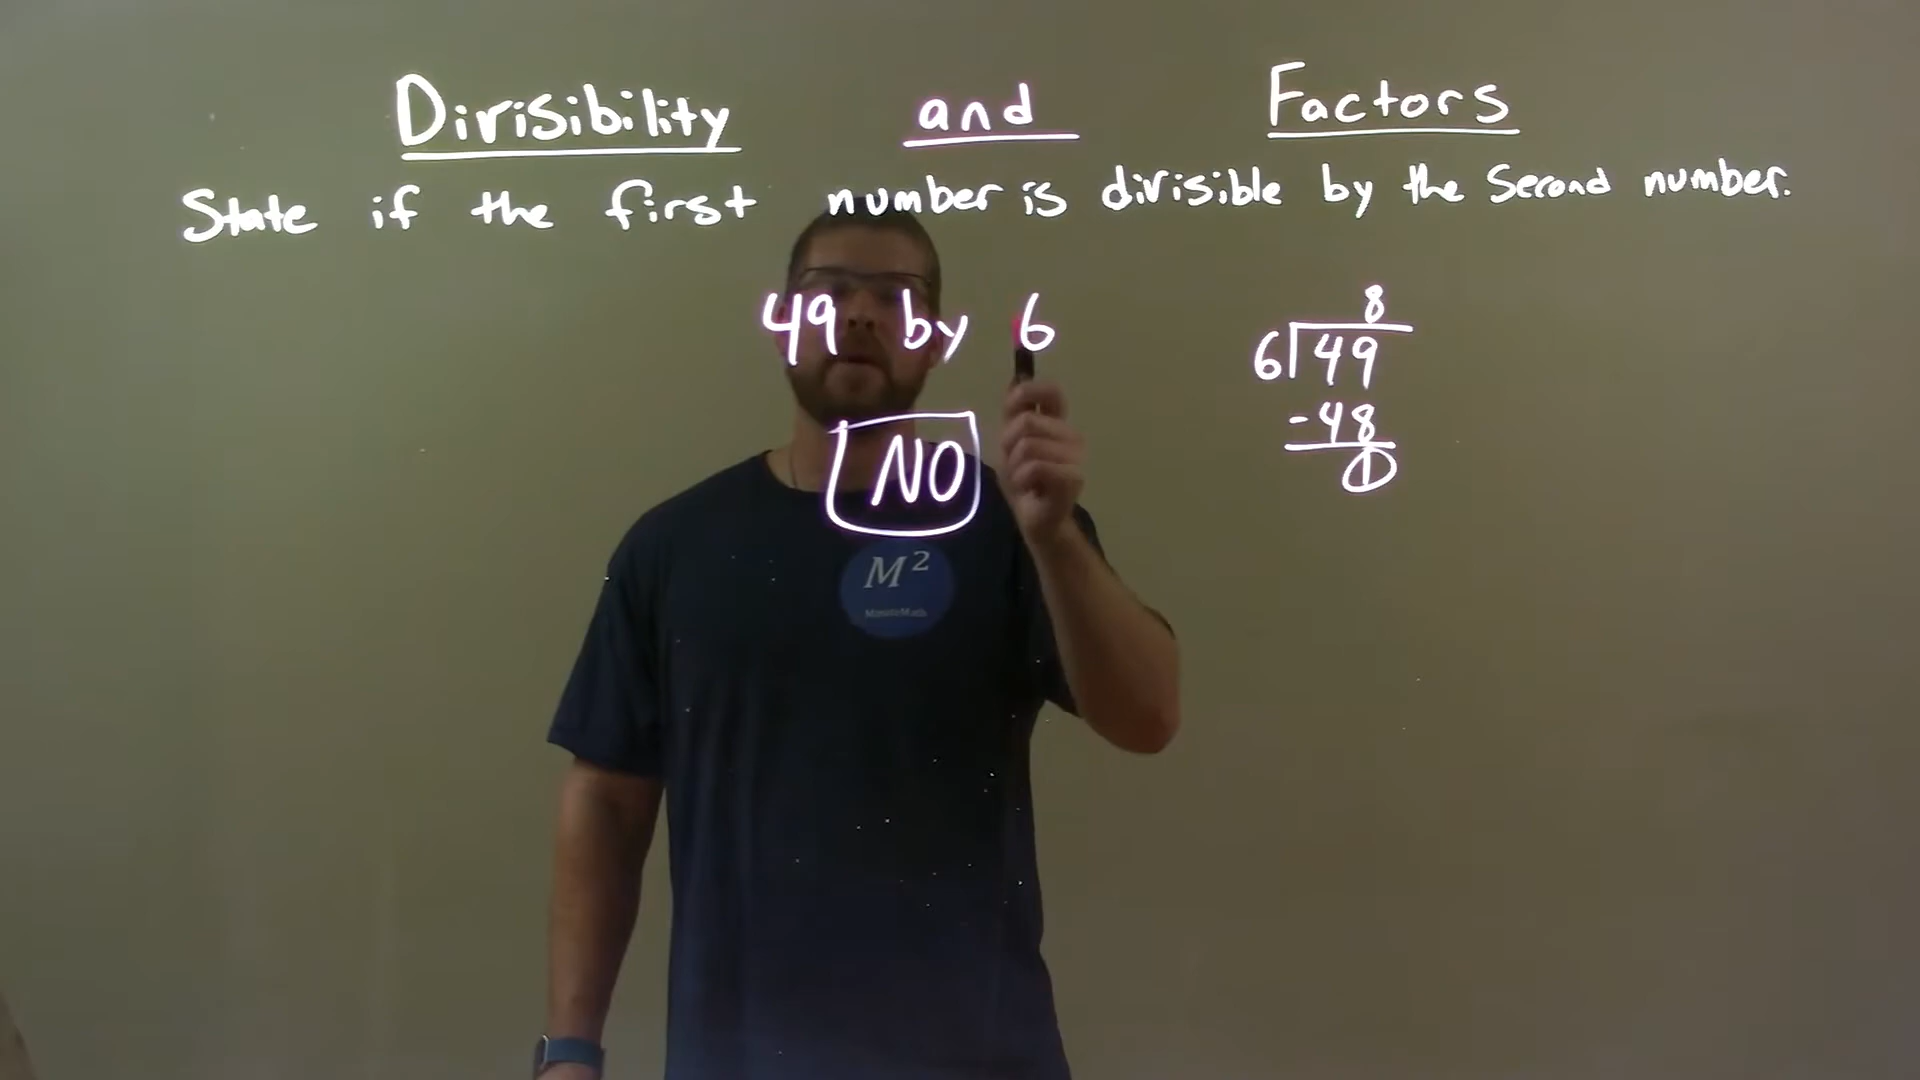 Divisibility and Factors
State if the first number is divisible by the Second number.
49 by 6
NO
8
6 49
-48
1
M²
MinuteMath